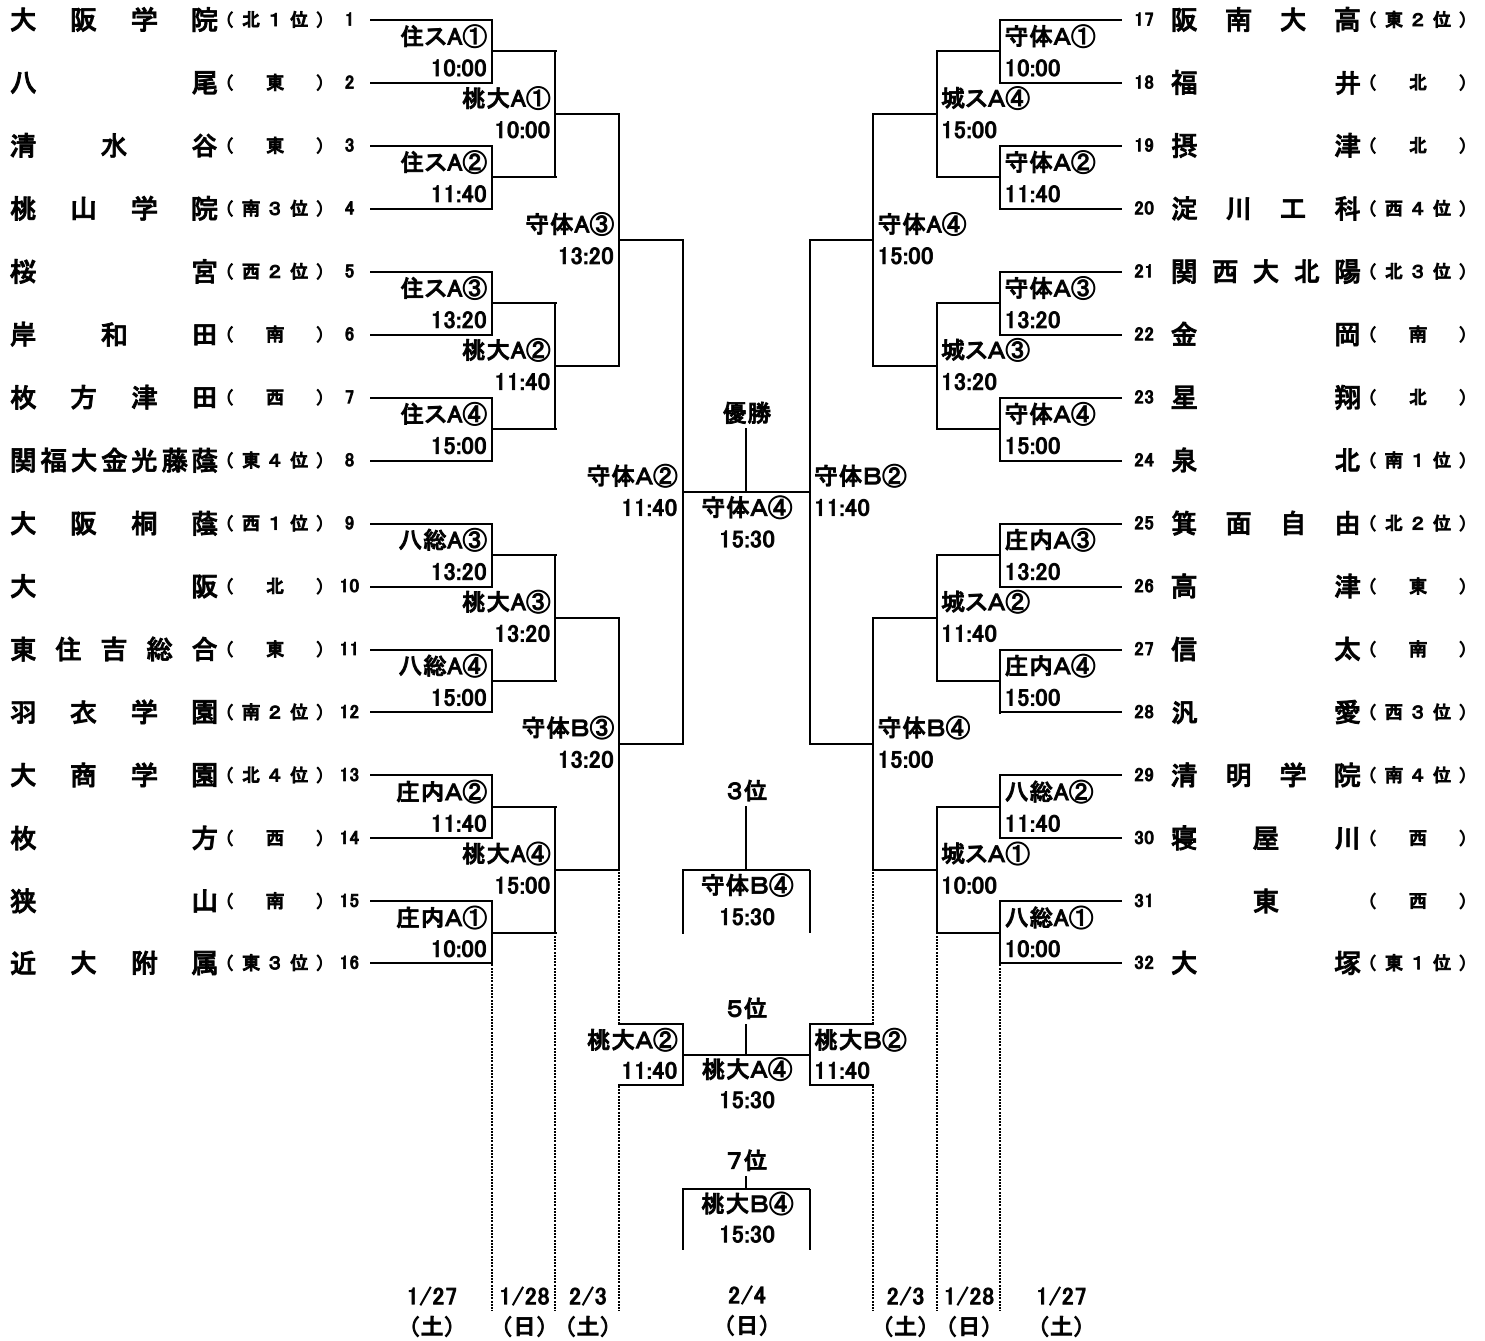 大阪学院(北1位) 1
八尾(東) 2
清水谷(東) 3
桃山学院(南3位) 4
桜宮(西2位) 5
岸和田(南) 6
枚方津田(西) 7
関福大金光藤蔭(東4位) 8
大阪桐蔭(西1位) 9
大阪(北) 10
東住吉総合(東) 11
羽衣学園(南2位) 12
大商学園(北4位) 13
枚方(西) 14
狭山(南) 15
近大附属(東3位) 16
住スA①
10:00
住スA②
11:40
住スA③
13:20
住スA④
15:00
八総A③
13:20
八総A④
15:00
庄内A②
11:40
庄内A①
10:00
桃大A①
10:00
桃大A②
11:40
桃大A③
13:20
桃大A④
15:00
守体A③
13:20
守体B③
13:20
守体A②
11:40
優勝
守体A④
15:30
3位
守体B④
15:30
桃大A②
11:40
5位
桃大A④
15:30
桃大B②
11:40
7位
桃大B④
15:30
守体B②
11:40
守体A④
15:00
守体B④
15:00
城スA④
15:00
城スA③
13:20
城スA②
11:40
城スA①
10:00
守体A①
10:00
守体A②
11:40
守体A③
13:20
守体A④
15:00
庄内A③
13:20
庄内A④
15:00
八総A②
11:40
八総A①
10:00
17 阪南大高(東2位)
18 福井(北)
19 摂津(北)
20 淀川工科(西4位)
21 関西大北陽(北3位)
22 金岡(南)
23 星翔(北)
24 泉北(南1位)
25 箕面自由(北2位)
26 高津(東)
27 信太(南)
28 汎愛(西3位)
29 清明学院(南4位)
30 寝屋川(西)
31 東(西)
32 大塚(東1位)
1/27 1/28 2/3 2/4 2/3 1/28 1/27
(土) (日) (土) (日) (土) (日) (土)